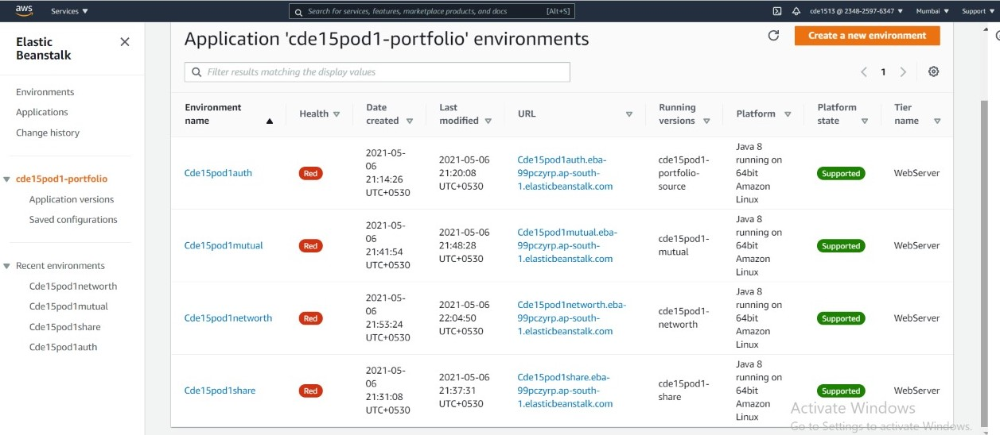 aws
Services ▼
Search for services, features, marketplace products, and docs
[Alt+S]
cde1513 @ 2348-2597-6347 ▼
Mumbai ▼
Support ▼
Elastic
Beanstalk
Environments
Applications
Change history
cde15pod1-portfolio
Application versions
Saved configurations
Recent environments
Cde15pod1networth
Cde15pod1mutual
Cde15pod1share
Cde15pod1auth
Application 'cde15pod1-portfolio' environments
Create a new environment
Filter results matching the display values
1
Environment
name
Health
Date
created
Last
modified
URL
Running
versions
Platform
Platform
state
Tier
name
Cde15pod1auth
Red
2021-05-
06
21:14:26
UTC+0530
2021-05-06
21:20:08
UTC+0530
Cde15pod1auth.eba-
99pczyrp.ap-south-
1.elasticbeanstalk.com
cde15pod1-
portfolio-
source
Java 8
running on
64bit
Amazon
Linux
Supported
WebServer
Cde15pod1mutual
Red
2021-05-
06
21:41:54
UTC+0530
2021-05-06
21:48:28
UTC+0530
Cde15pod1mutual.eba-
99pczyrp.ap-south-
1.elasticbeanstalk.com
cde15pod1-
mutual
Java 8
running on
64bit
Amazon
Linux
Supported
WebServer
Cde15pod1networth
Red
2021-05-
06
21:53:24
UTC+0530
2021-05-06
22:04:50
UTC+0530
Cde15pod1networth.eba-
99pczyrp.ap-south-
1.elasticbeanstalk.com
cde15pod1-
networth
Java 8
running on
64bit
Amazon
Linux
Supported
WebServer
Cde15pod1share
Red
2021-05-
06
21:31:08
UTC+0530
2021-05-06
21:37:31
UTC+0530
Cde15pod1share.eba-
99pczyrp.ap-south-
1.elasticbeanstalk.com
cde15pod1-
share
Java 8
running on
64bit
Amazon
Linux
Supported
WebServer
Activate Windows
Go to Settings to activate Windows.